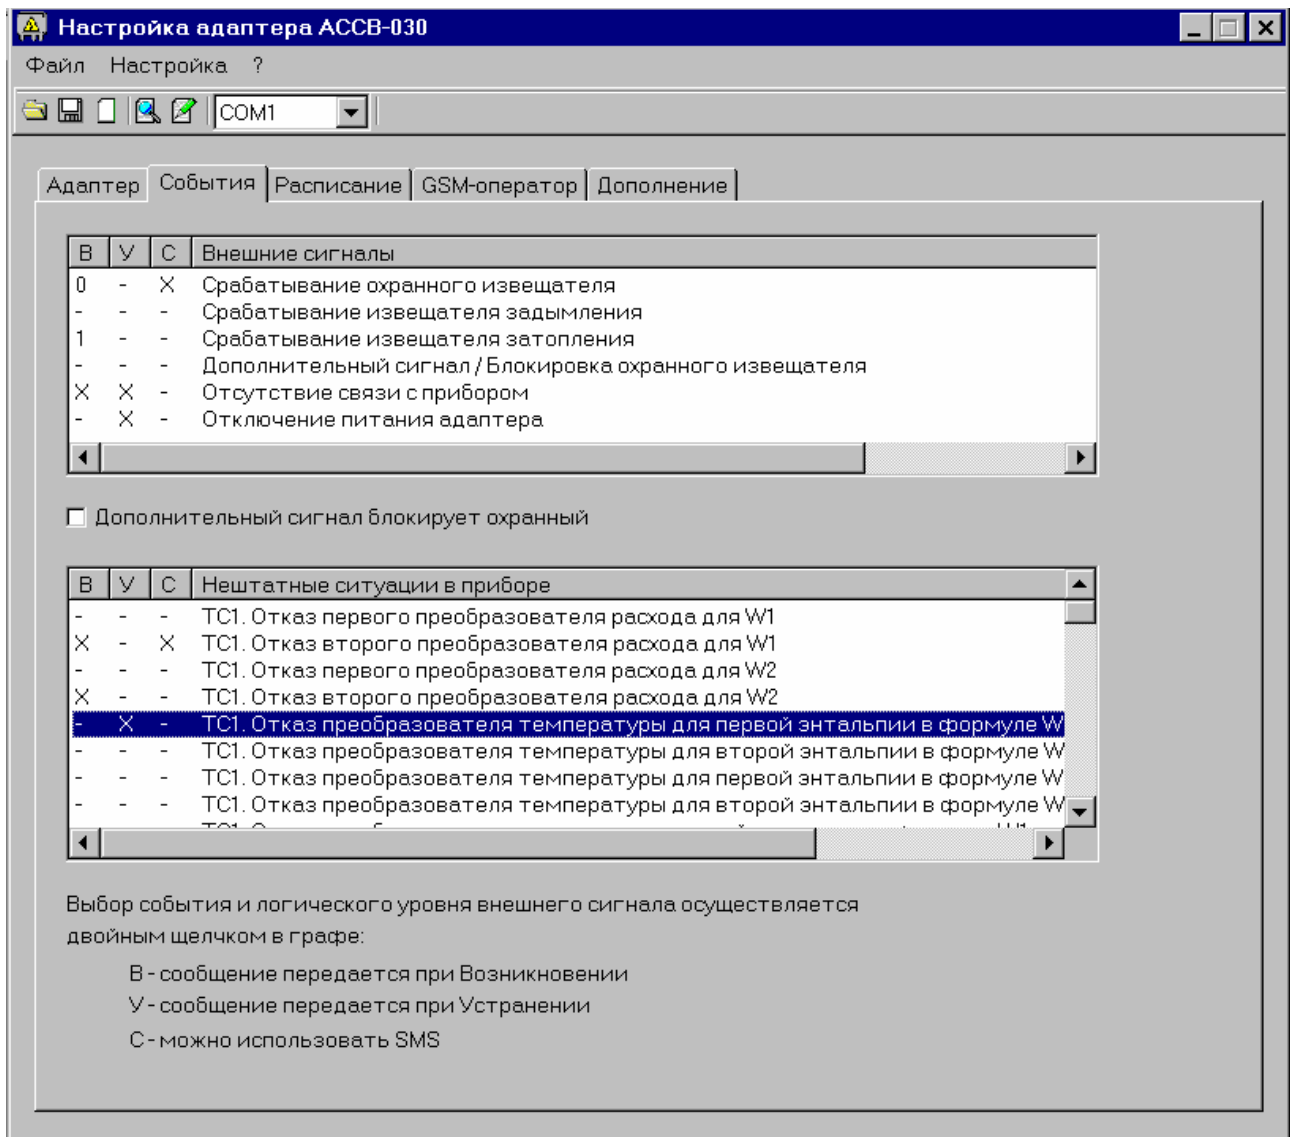 Настройка адаптера АССВ-030
Файл Настройка ?
COM1
Адаптер События Расписание GSM-оператор Дополнение
В У С Внешние сигналы
0 - X Срабатывание охранного извещателя
- - - Срабатывание извещателя задымления
1 - - Срабатывание извещателя затопления
- - - Дополнительный сигнал / Блокировка охранного извещателя
X X - Отсутствие связи с прибором
- X - Отключение питания адаптера
Дополнительный сигнал блокирует охранный
В У С Нештатные ситуации в приборе
- - - ТС1. Отказ первого преобразователя расхода для W1
X - X ТС1. Отказ второго преобразователя расхода для W1
- - - ТС1. Отказ первого преобразователя расхода для W2
X - - ТС1. Отказ второго преобразователя расхода для W2
- X - ТС1. Отказ преобразователя температуры для первой энтальпии в формуле W
- - - ТС1. Отказ преобразователя температуры для второй энтальпии в формуле W
- - - ТС1. Отказ преобразователя температуры для первой энтальпии в формуле W
- - - ТС1. Отказ преобразователя температуры для второй энтальпии в формуле W
Выбор события и логического уровня внешнего сигнала осуществляется
двойным щелчком в графе:
В - сообщение передается при Возникновении
У - сообщение передается при Устранении
С - можно использовать SMS